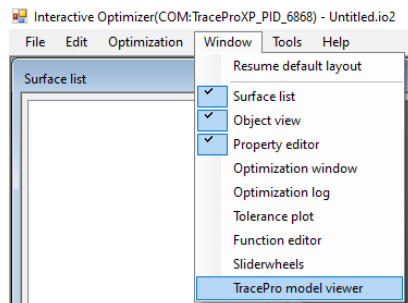 Interactive Optimizer(COM:TraceProXP_PID_6868) - Untitled.io2
File Edit Optimization Window Tools Help
Resume default layout
Surface list
Surface list
Object view
Property editor
Optimization window
Optimization log
Tolerance plot
Function editor
Sliderwheels
TracePro model viewer